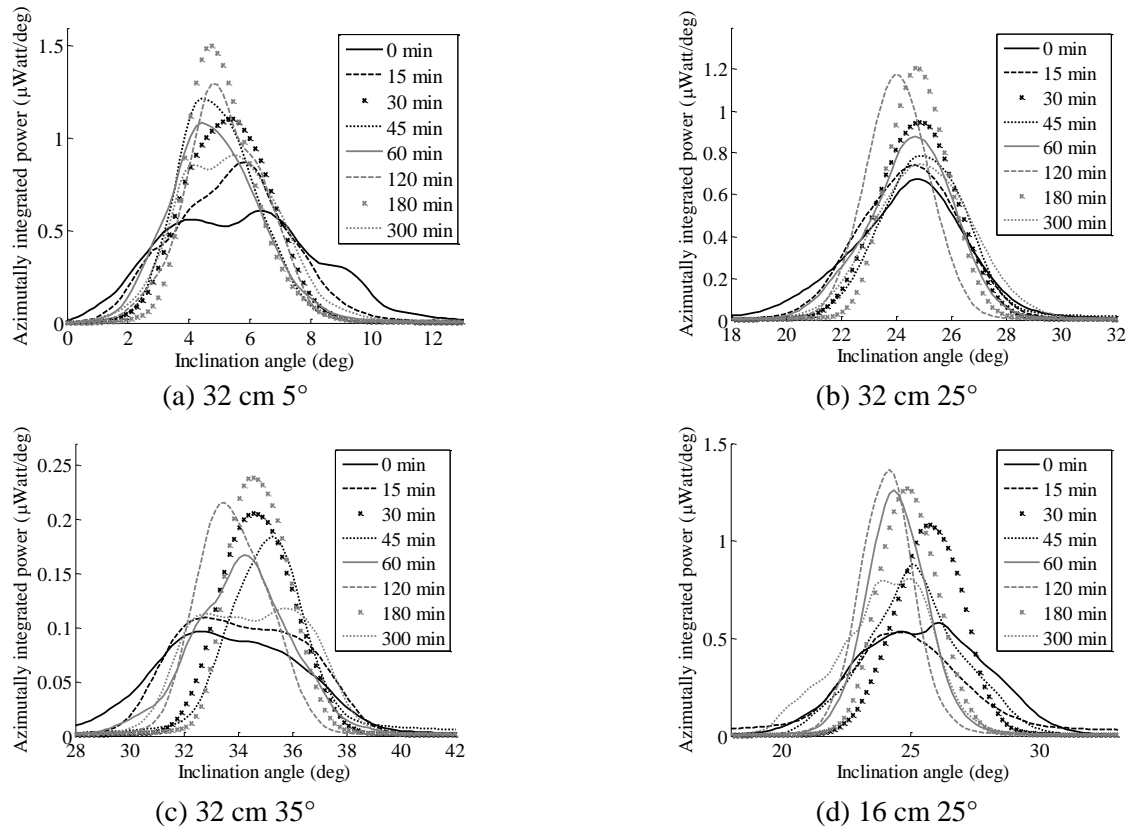 Azimutally integrated power (µWatt/deg)
1.5
1
0.5
0
0 2 4 6 8 10 12
Inclination angle (deg)
0 min
15 min
30 min
45 min
60 min
120 min
180 min
300 min
(a) 32 cm 5°
Azimutally integrated power (µWatt/deg)
1.2
1
0.8
0.6
0.4
0.2
0
18 20 22 24 26 28 30 32
Inclination angle (deg)
0 min
15 min
30 min
45 min
60 min
120 min
180 min
300 min
(b) 32 cm 25°
Azimutally integrated power (µWatt/deg)
0.25
0.2
0.15
0.1
0.05
0
28 30 32 34 36 38 40 42
Inclination angle (deg)
0 min
15 min
30 min
45 min
60 min
120 min
180 min
300 min
(c) 32 cm 35°
Azimutally integrated power (µWatt/deg)
1.5
1
0.5
0
20 25 30
Inclination angle (deg)
0 min
15 min
30 min
45 min
60 min
120 min
180 min
300 min
(d) 16 cm 25°